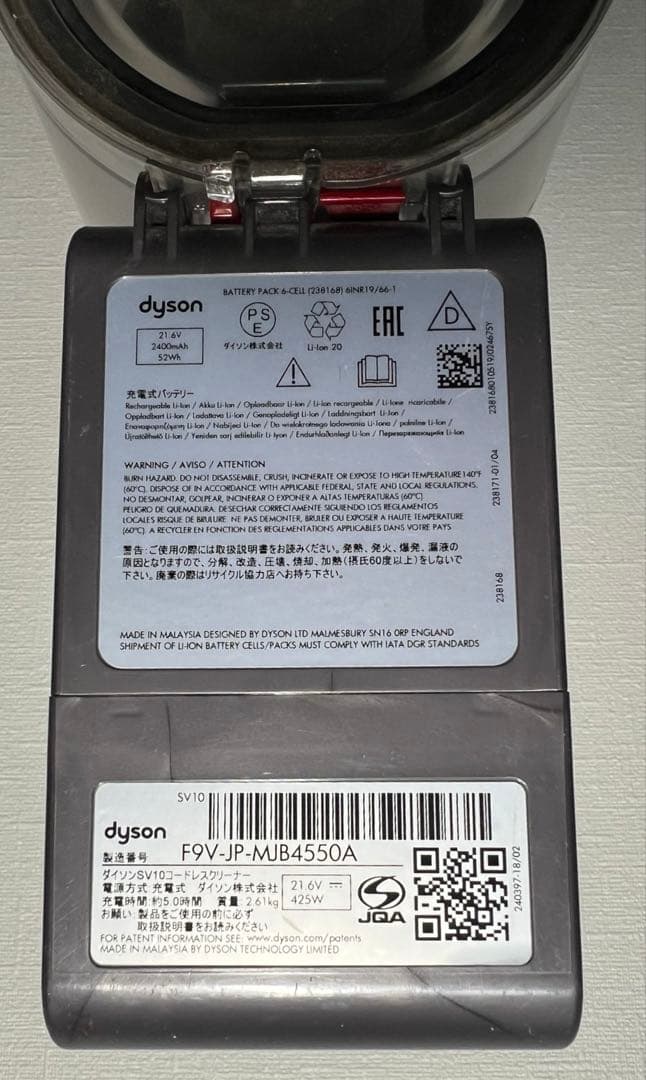 BATTERY PACK 6-CELL (238168) 6INR19/66-1
dyson
PS
E
EAC
D
21.6V
2400mAh
52Wh
ダイソン株式会社
Li-Ion 20
充電式バッテリー
Rechargeable Li-Ion / Akku Li-Ion / Oplaadbaar Li-Ion / Li-ion recargable / Li-Ione ricaricabile /
Oppladbart Li-Ion / Ladattava Li-Ion / Genopladeligt Li-Ion / Laddningsbart Li-Ion /
Επαναφορτιζόμενη Li-Ion / Nabíjecí Li-Ion / Do wielokrotnego ładowania Li-Iona / polnilne Li-Ion /
Újratölthető Li-Ion / Yeniden sarj edilebilir Li-Iyon / Endurhlaðanlegt Li-Ion / Перезаряжающийся Li-Ion
WARNING / AVISO / ATTENTION
BURN HAZARD. DO NOT DISASSEMBLE, CRUSH, INCINERATE OR EXPOSE TO HIGH TEMPERATURE 140°F
(60°C). DISPOSE OF IN ACCORDANCE WITH APPLICABLE FEDERAL, STATE AND LOCAL REGULATIONS.
NO DESMONTAR, GOLPEAR, INCINERAR O EXPONER A ALTAS TEMPERATURAS (60°C)
PELIGRO DE QUEMADURA. DESECHAR CORRECTAMENTE SIGUIENDO LOS REGLAMENTOS
LOCALES RISQUE DE BRULURE. NE PAS DEMONTER, BRULER OU EXPOSER A HAUTE TEMPERATURE
(60°C). A RECYCLER EN FONCTION DES REGLEMENTATIONS APPLICABLES DANS VOTRE PAYS
警告:ご使用の際には取扱説明書をお読みください。発熱、発火、爆発、漏液の
原因となりますので、分解、改造、圧壊、焼却、加熱(摂氏60度以上)をしないで
下さい。廃棄の際はリサイクル協力店へお持ち下さい。
MADE IN MALAYSIA DESIGNED BY DYSON LTD MALMESBURY SN16 0RP ENGLAND
SHIPMENT OF LI-ION BATTERY CELLS/PACKS MUST COMPLY WITH IATA DGR STANDARDS
238171-01/04
238168
SV10
dyson
製造番号
F9V-JP-MJB4550A
ダイソンSV10コードレスクリーナー
電源方式:充電式 ダイソン株式会社
充電時間:約5.0時間 質量:2.61kg
お願い:製品をご使用の前に必ず
取扱説明書をお読みください
21.6V
425W
JQA
FOR PATENT INFORMATION SEE: www.dyson.com/patents
MADE IN MALAYSIA BY DYSON TECHNOLOGY LIMITED
240397-18/02